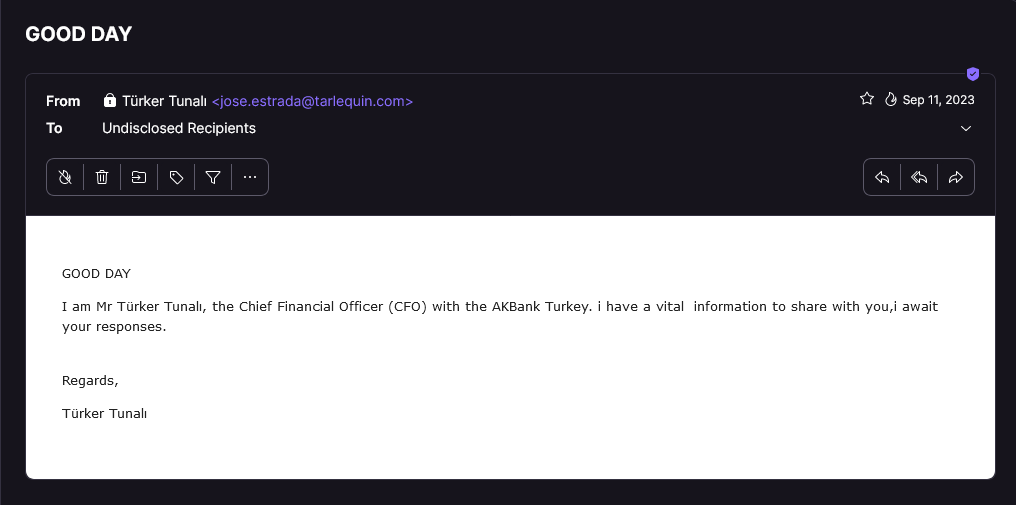 GOOD DAY
From Türker Tunalı <jose.estrada@tarlequin.com> Sep 11, 2023
To Undisclosed Recipients
GOOD DAY
I am Mr Türker Tunalı, the Chief Financial Officer (CFO) with the AKBank Turkey. i have a vital  information to share with you,i await
your responses.
Regards,
Türker Tunalı